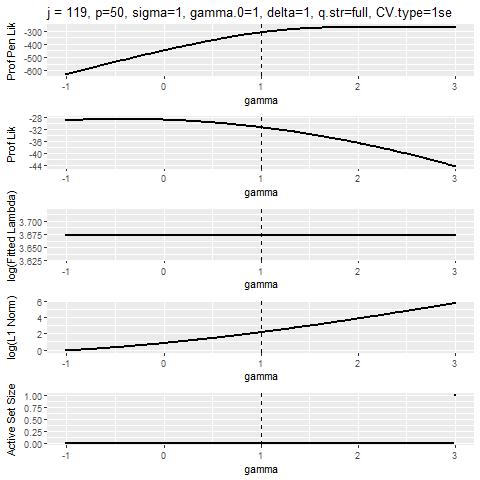 j = 119, p=50, sigma=1, gamma.0=1, delta=1, q.str=full, CV.type=1se
Prof Pen Lik
-300
-400
-500
-600
-1 0 1 2 3
gamma
Prof Lik
-28
-32
-36
-40
-44
-1 0 1 2 3
gamma
log(Fitted.Lambda)
3.700
3.675
3.650
3.625
-1 0 1 2 3
gamma
log(L1 Norm)
6
4
2
0
-1 0 1 2 3
gamma
Active Set Size
1.00
0.75
0.50
0.25
0.00
-1 0 1 2 3
gamma